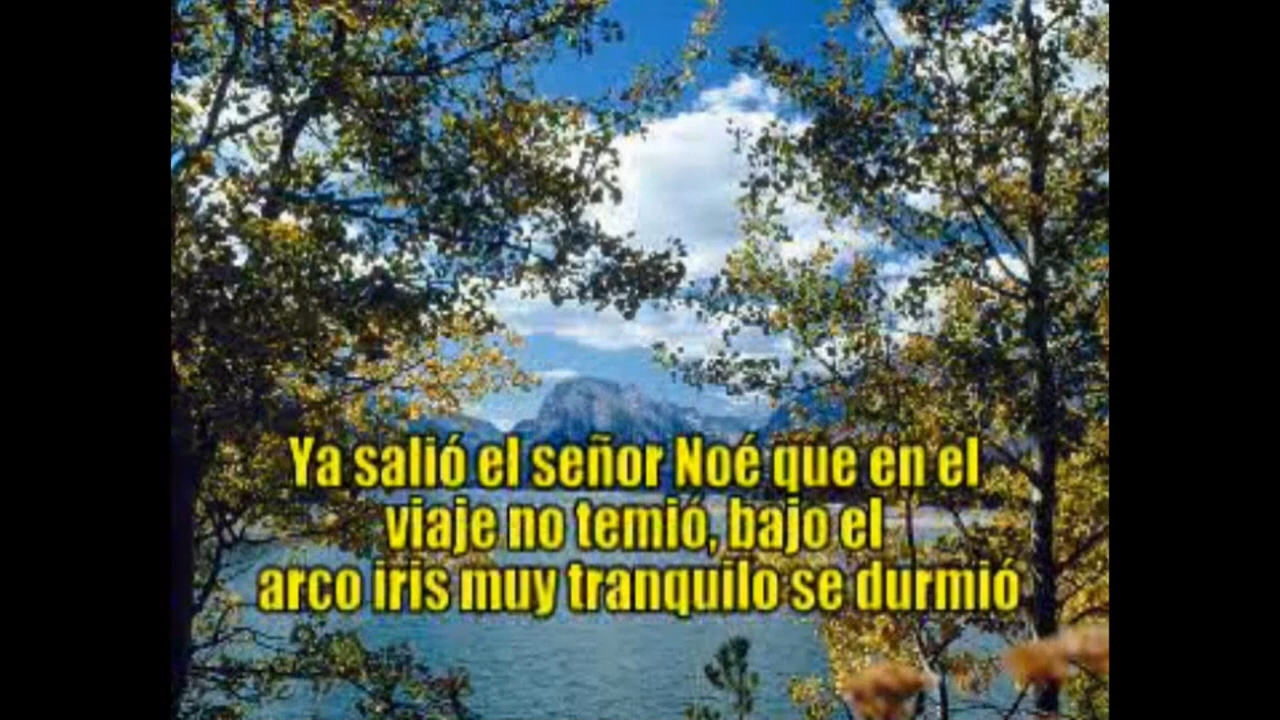 Ya salió el señor Noé que en el
viaje no temió, bajo el
arco iris muy tranquilo se durmió